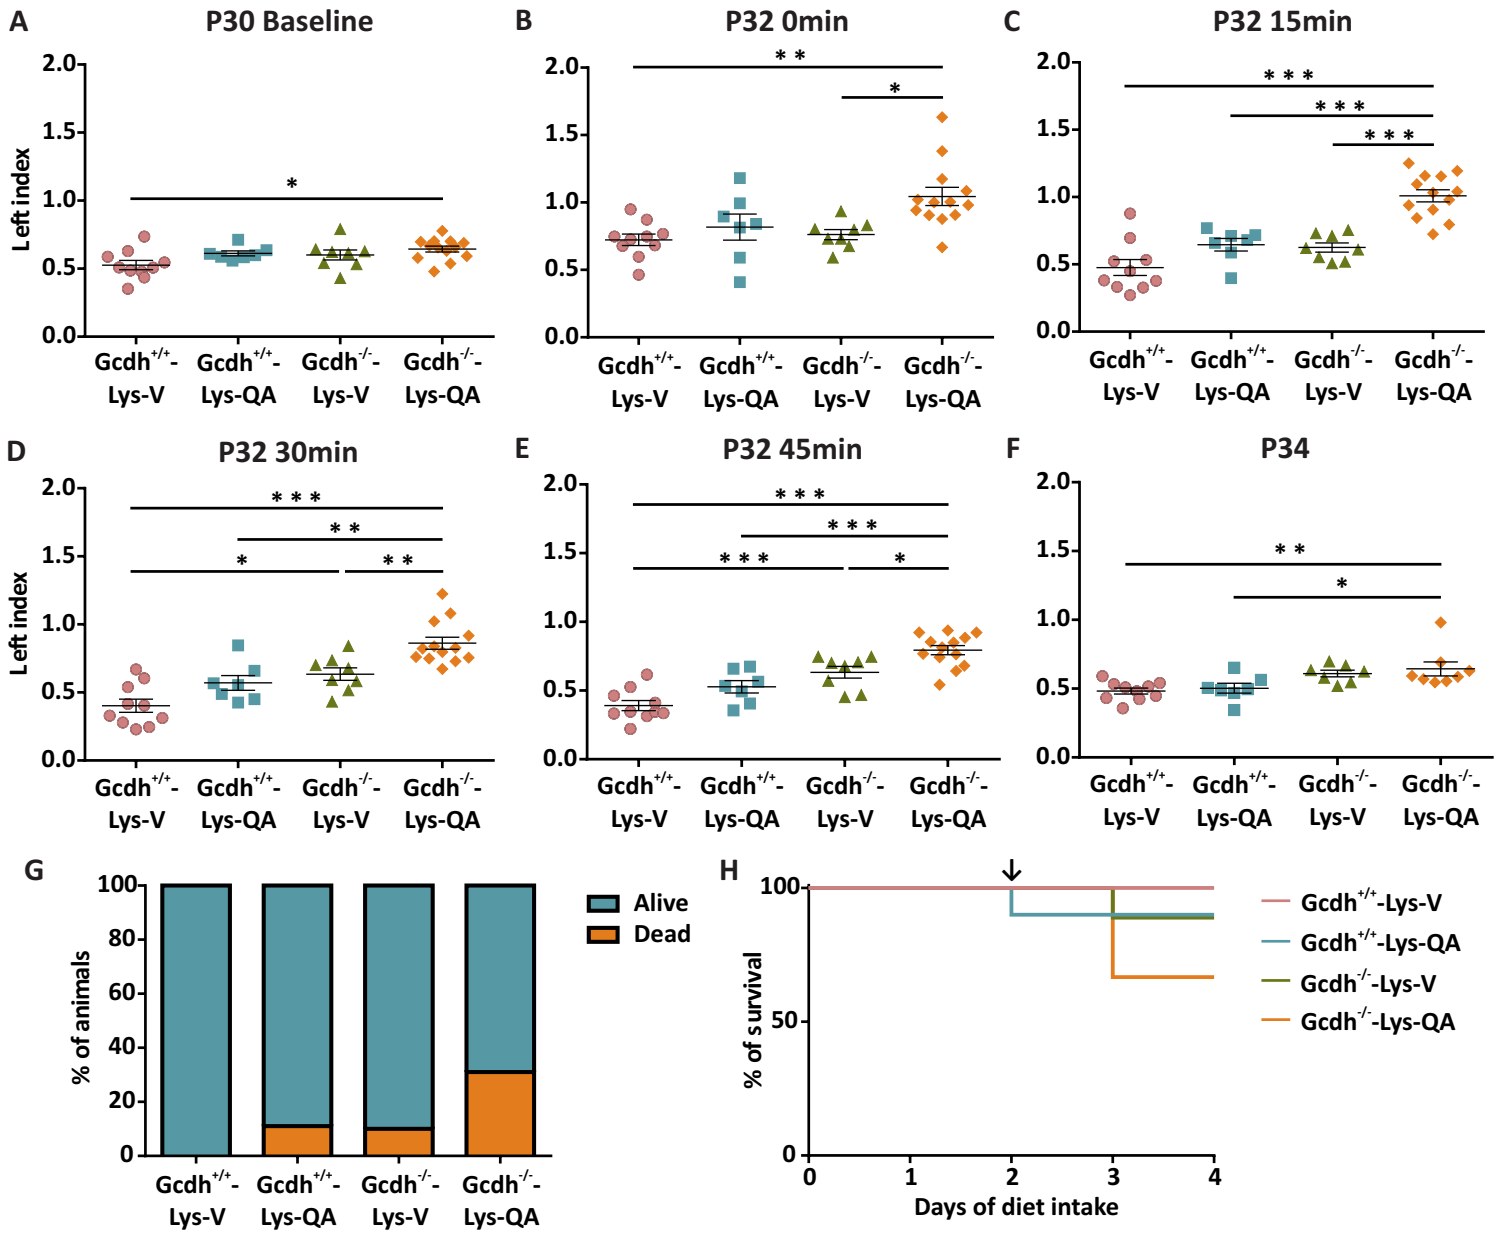 A P30 Baseline
Left index
2.0
1.5
1.0
0.5
0.0
*
Gcdh+/+- Gcdh+/+- Gcdh-/-- Gcdh-/--
Lys-V Lys-QA Lys-V Lys-QA
B P32 0min
2.0
1.5
1.0
0.5
0.0
* *
*
Gcdh+/+- Gcdh+/+- Gcdh-/-- Gcdh-/--
Lys-V Lys-QA Lys-V Lys-QA
C P32 15min
2.0
1.5
1.0
0.5
0.0
* * *
* * *
* * *
Gcdh+/+- Gcdh+/+- Gcdh-/-- Gcdh-/--
Lys-V Lys-QA Lys-V Lys-QA
D P32 30min
Left index
2.0
1.5
1.0
0.5
0.0
* * *
* *
* * *
Gcdh+/+- Gcdh+/+- Gcdh-/-- Gcdh-/--
Lys-V Lys-QA Lys-V Lys-QA
E P32 45min
2.0
1.5
1.0
0.5
0.0
* * *
* * *
* * * *
Gcdh+/+- Gcdh+/+- Gcdh-/-- Gcdh-/--
Lys-V Lys-QA Lys-V Lys-QA
F P34
2.0
1.5
1.0
0.5
0.0
* *
*
Gcdh+/+- Gcdh+/+- Gcdh-/-- Gcdh-/--
Lys-V Lys-QA Lys-V Lys-QA
G
% of animals
100
80
60
40
20
0
Gcdh+/+- Gcdh+/+- Gcdh-/-- Gcdh-/--
Lys-V Lys-QA Lys-V Lys-QA
Alive
Dead
H
% of survival
100
50
0
0 1 2 3 4
Days of diet intake
Gcdh+/+-Lys-V
Gcdh+/+-Lys-QA
Gcdh-/--Lys-V
Gcdh-/--Lys-QA